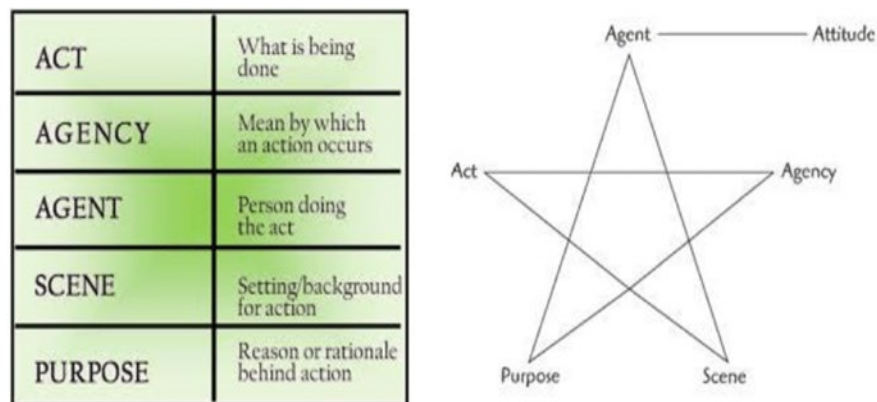 ACT
What is being
done
AGENCY
Mean by which
an action occurs
AGENT
Person doing
the act
SCENE
Setting/background
for action
PURPOSE
Reason or rationale
behind action
Agent
Attitude
Act
Agency
Purpose
Scene